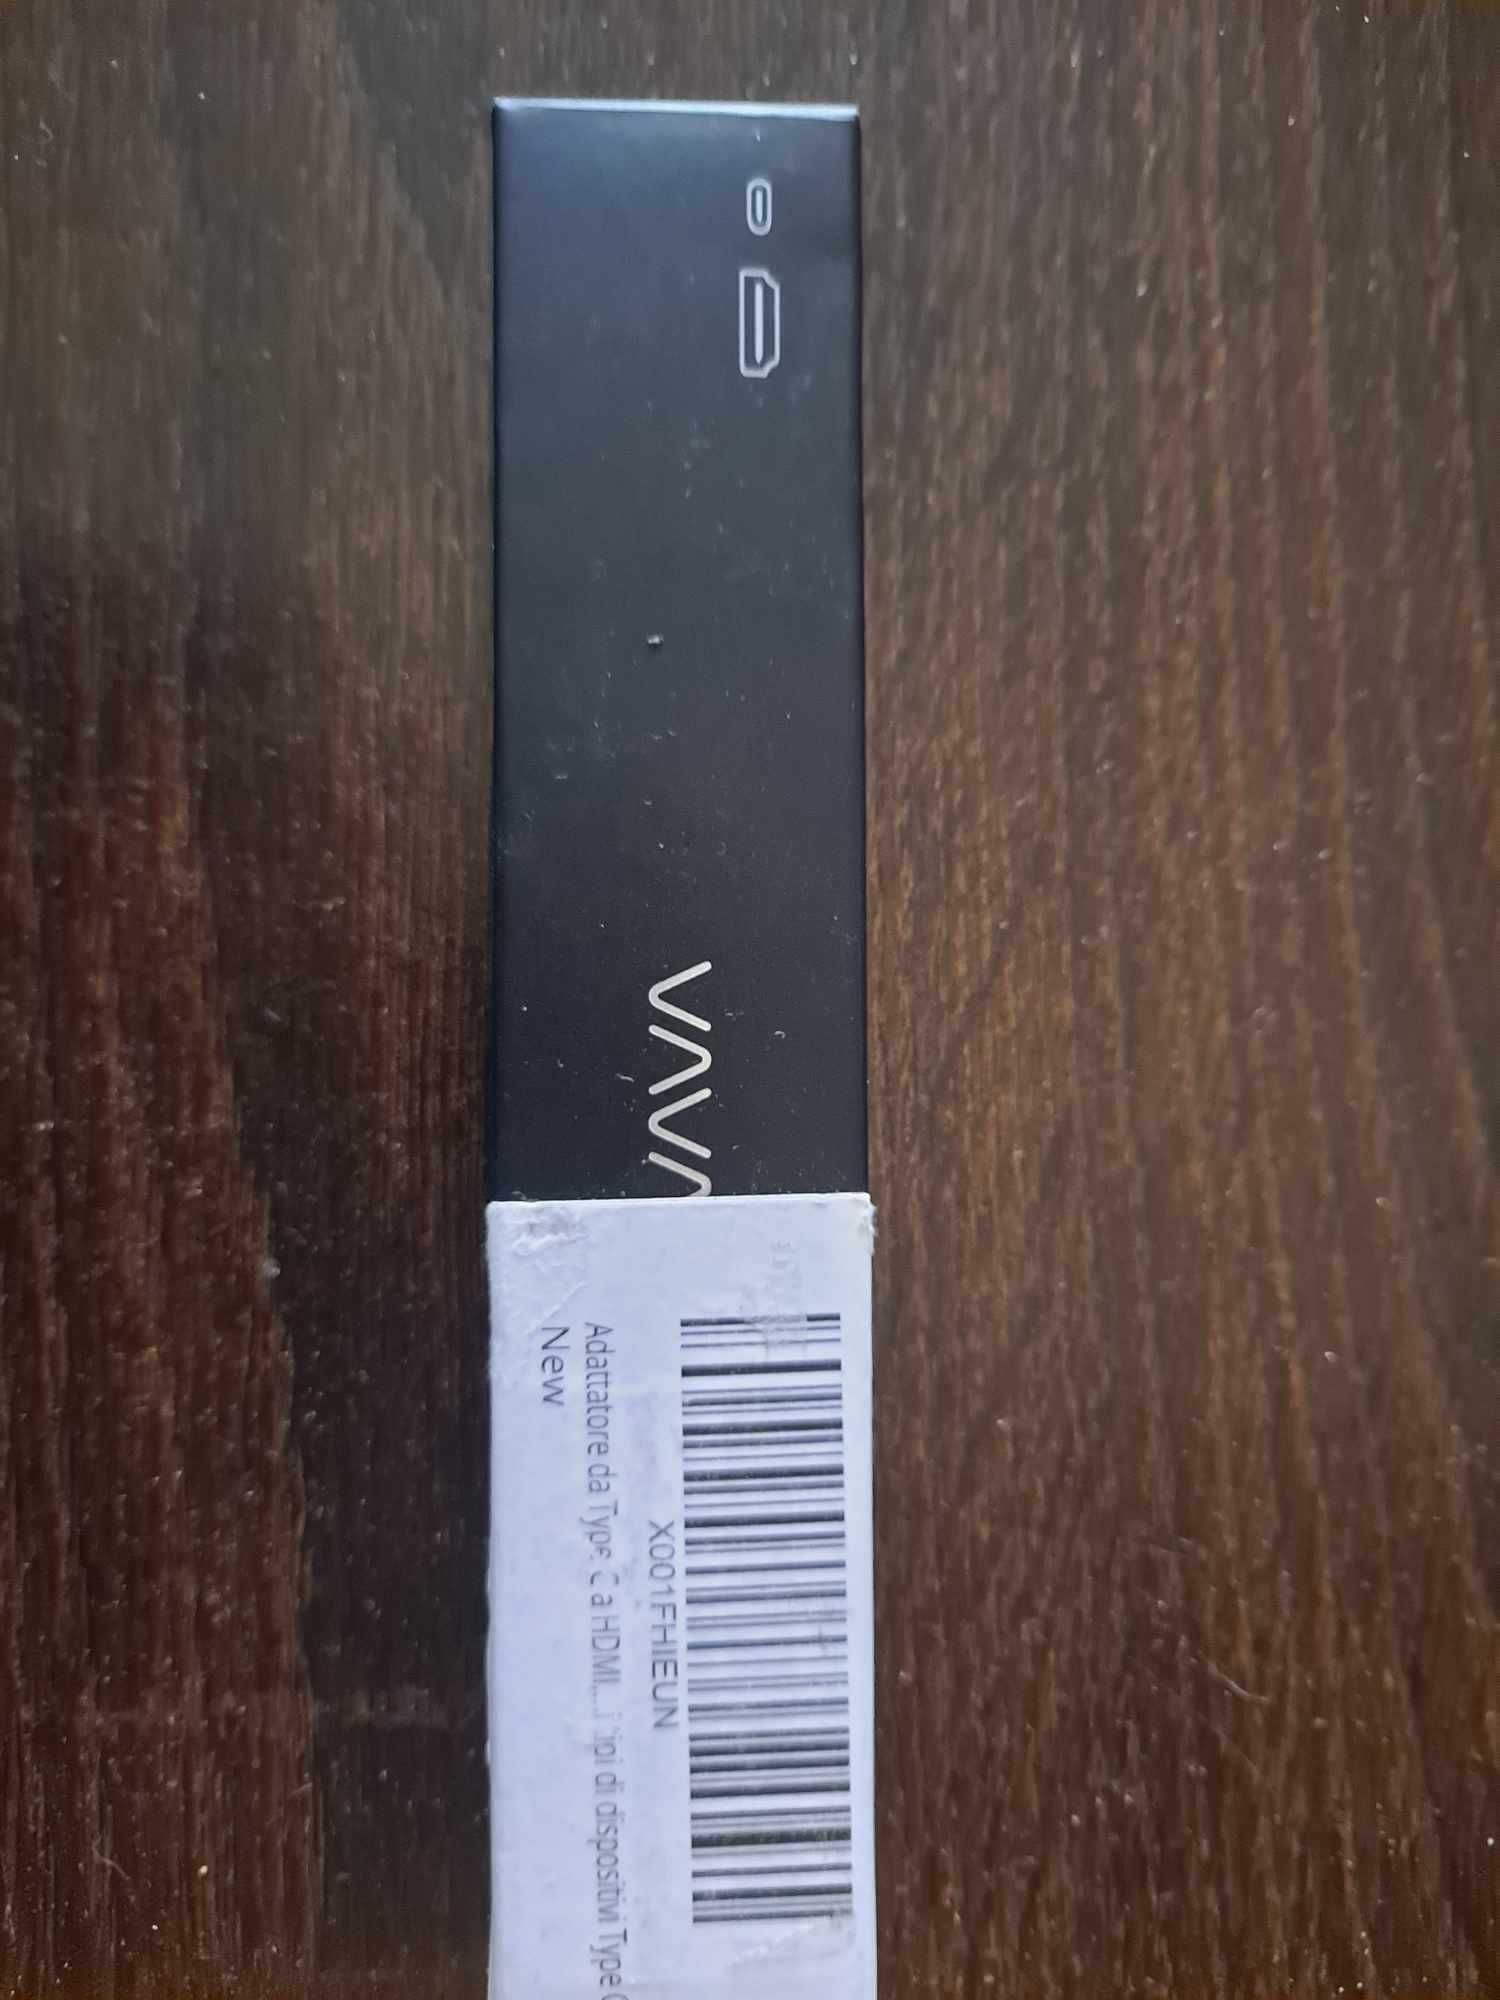 VAVA
X001FHIEUN
Adattatore da Type C a HDMI...i tipi di dispositivi Type C
New